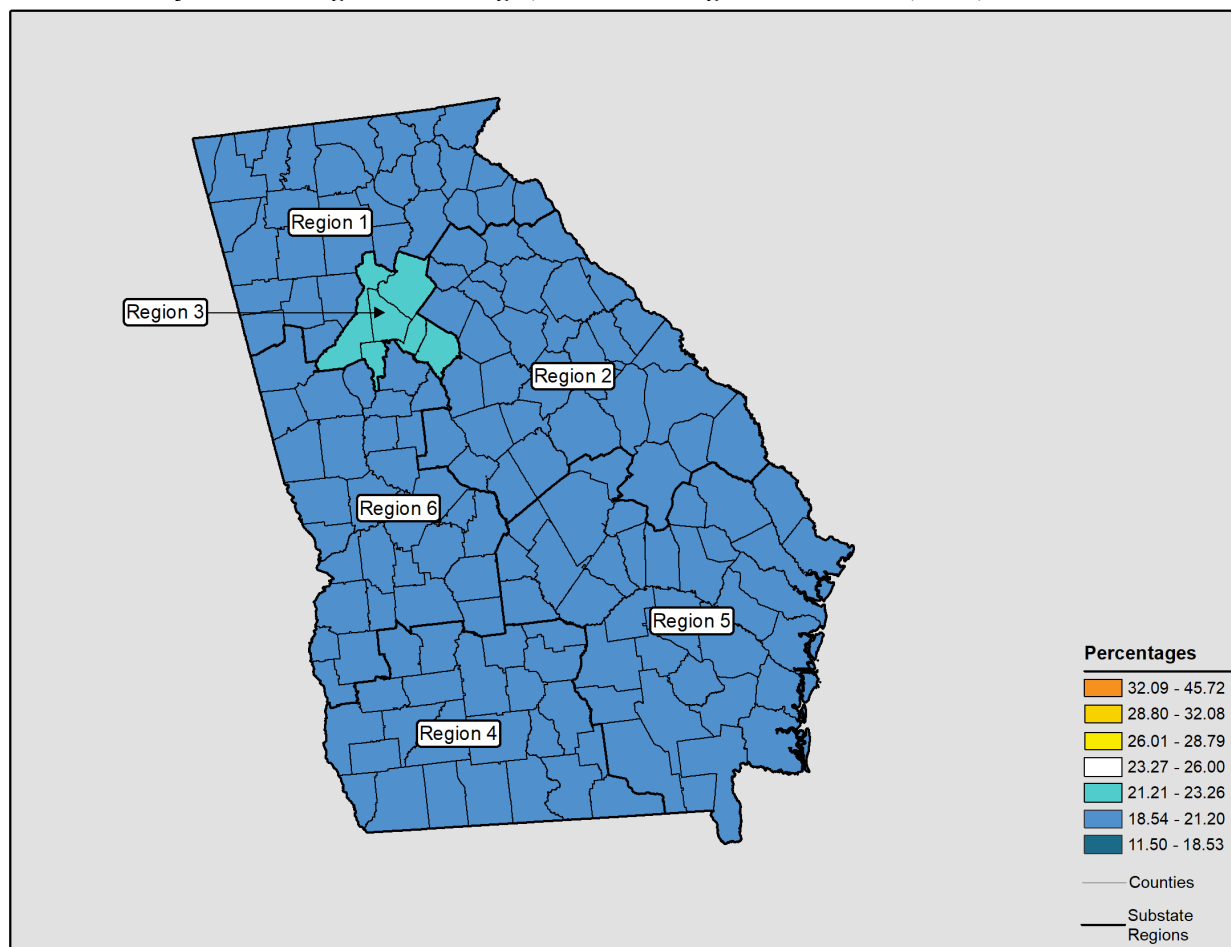 Region 1
Region 3
Region 2
Region 6
Region 5
Region 4
Percentages
32.09 - 45.72
28.80 - 32.08
26.01 - 28.79
23.27 - 26.00
21.21 - 23.26
18.54 - 21.20
11.50 - 18.53
Counties
Substate
Regions